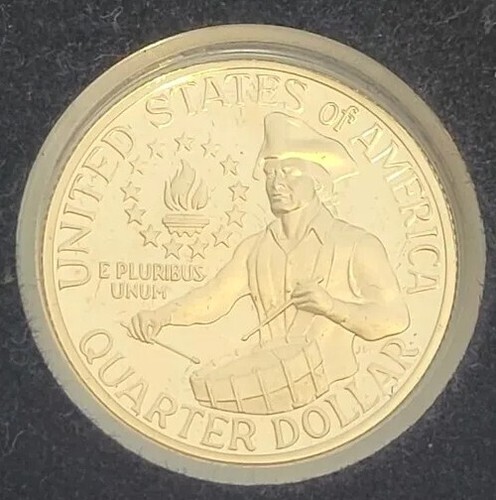 UNITED STATES of AMERICA
E PLURIBUS
UNUM
QUARTER DOLLAR